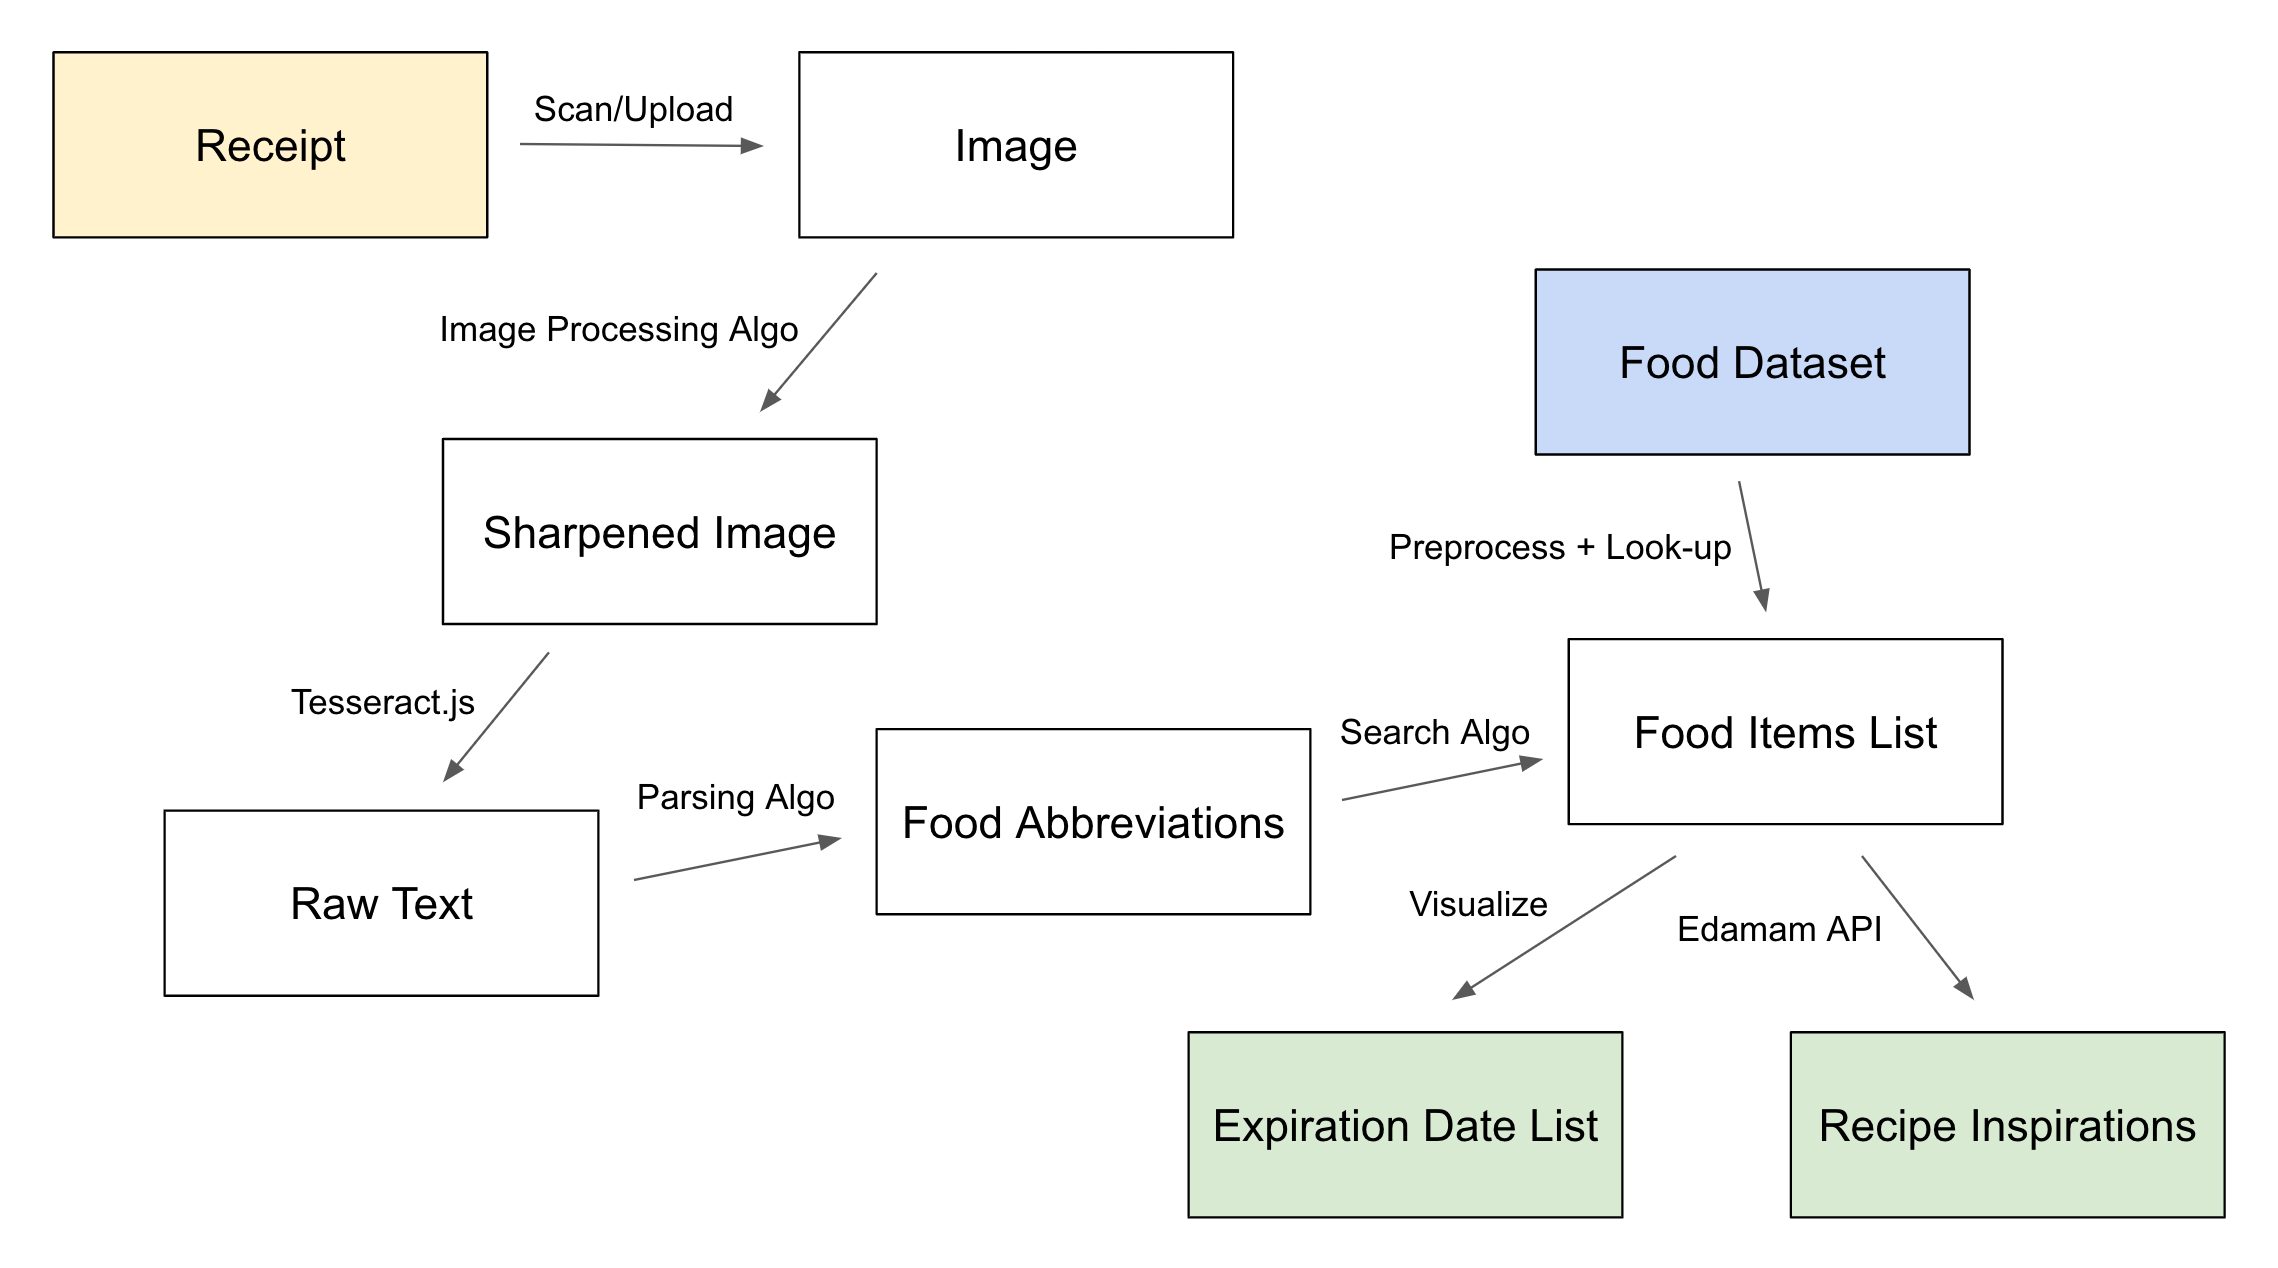 Receipt
Scan/Upload
Image
Image Processing Algo
Food Dataset
Sharpened Image
Preprocess + Look-up
Tesseract.js
Raw Text
Parsing Algo
Food Abbreviations
Search Algo
Food Items List
Visualize
Edamam API
Expiration Date List
Recipe Inspirations